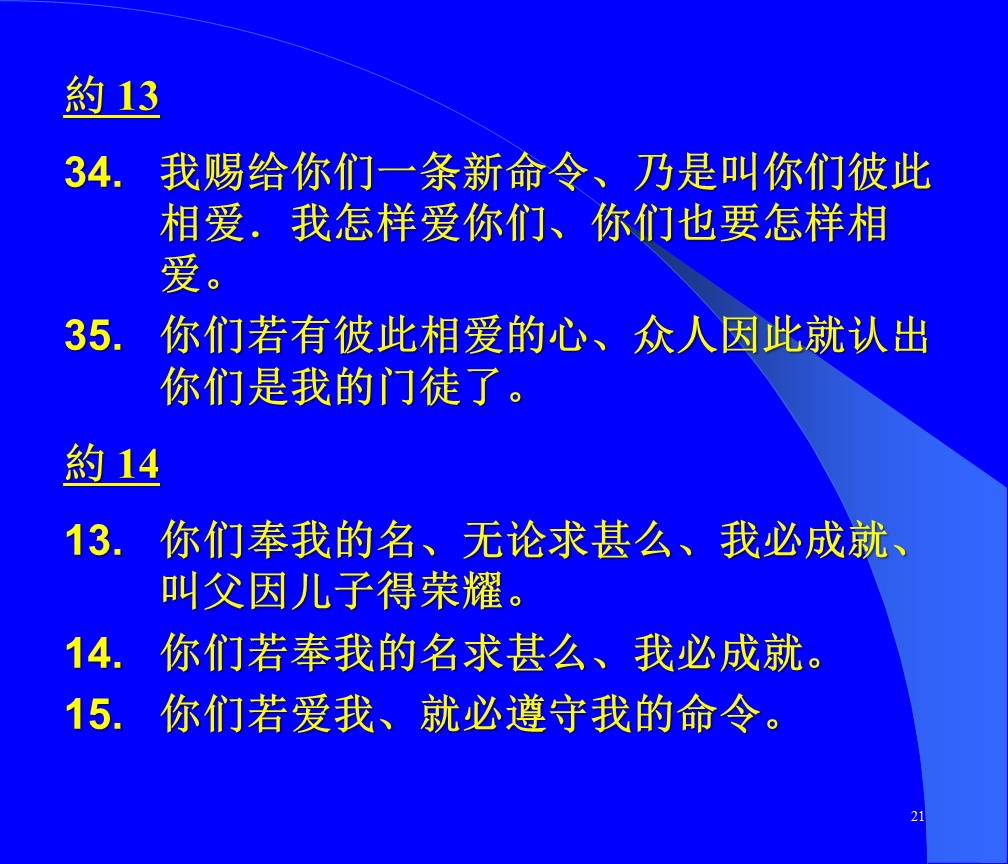 約 13
34. 我赐给你们一条新命令、乃是叫你们彼此
相爱．我怎样爱你们、你们也要怎样相
爱。
35. 你们若有彼此相爱的心、众人因此就认出
你们是我的门徒了。
約 14
13. 你们奉我的名、无论求甚么、我必成就、
叫父因儿子得荣耀。
14. 你们若奉我的名求甚么、我必成就。
15. 你们若爱我、就必遵守我的命令。
21